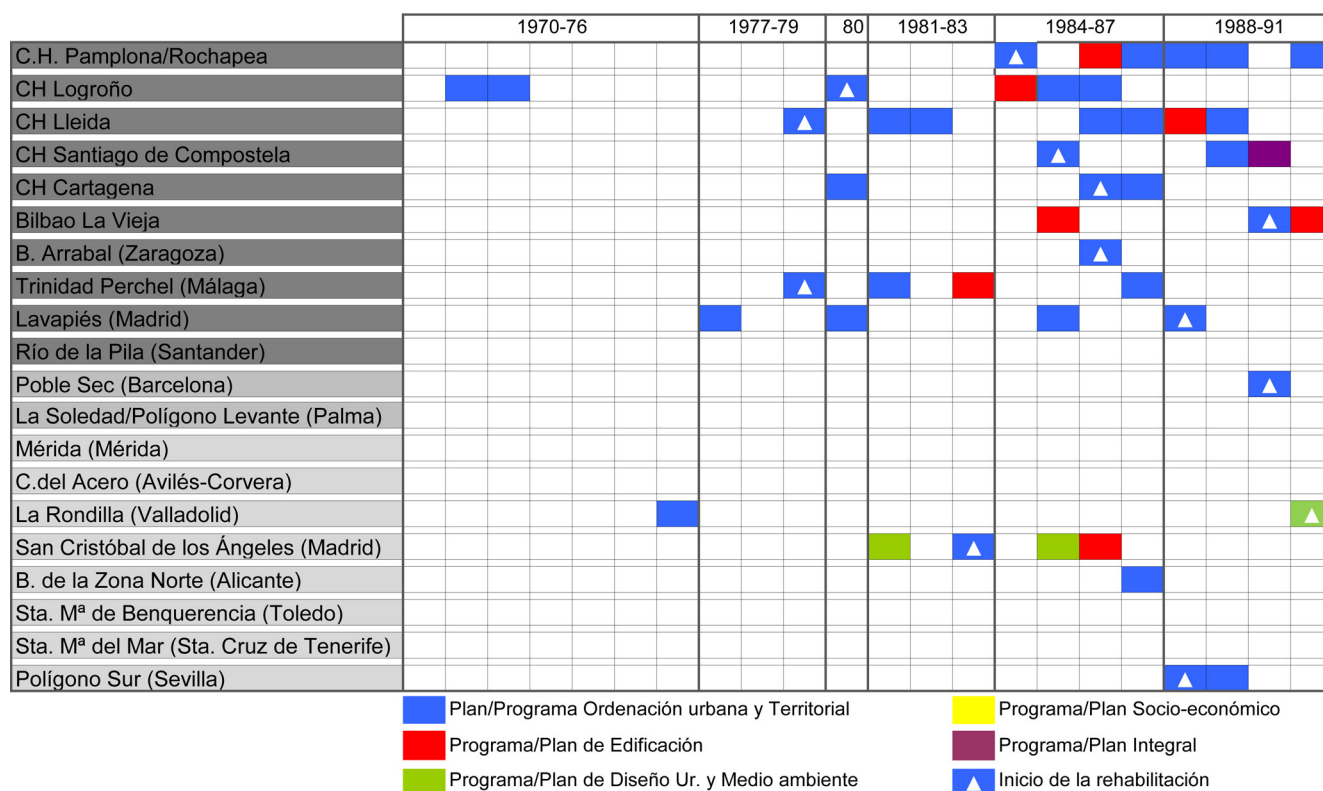 1970-76 1977-79 80 1981-83 1984-87 1988-91
C.H. Pamplona/Rochapea
CH Logroño
CH Lleida
CH Santiago de Compostela
CH Cartagena
Bilbao La Vieja
B. Arrabal (Zaragoza)
Trinidad Perchel (Málaga)
Lavapiés (Madrid)
Río de la Pila (Santander)
Poble Sec (Barcelona)
La Soledad/Polígono Levante (Palma)
Mérida (Mérida)
C.del Acero (Avilés-Corvera)
La Rondilla (Valladolid)
San Cristóbal de los Ángeles (Madrid)
B. de la Zona Norte (Alicante)
Sta. Mª de Benquerencia (Toledo)
Sta. Mª del Mar (Sta. Cruz de Tenerife)
Polígono Sur (Sevilla)
Plan/Programa Ordenación urbana y Territorial
Programa/Plan de Edificación
Programa/Plan de Diseño Ur. y Medio ambiente
Programa/Plan Socio-económico
Programa/Plan Integral
Inicio de la rehabilitación